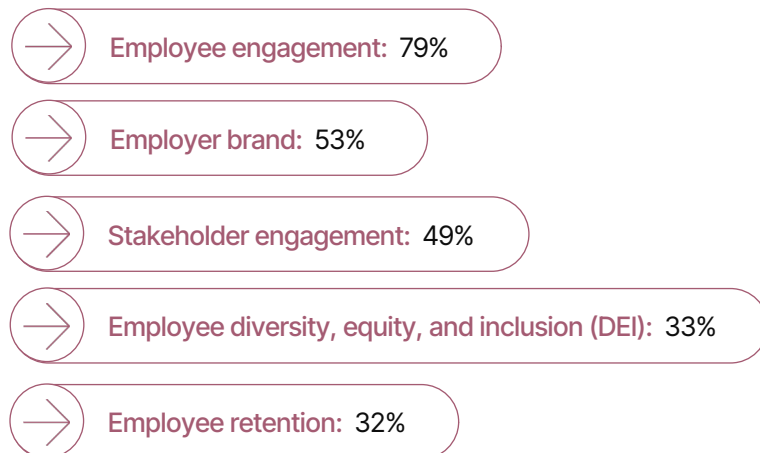 Employee engagement: 79%
Employer brand: 53%
Stakeholder engagement: 49%
Employee diversity, equity, and inclusion (DEI): 33%
Employee retention: 32%